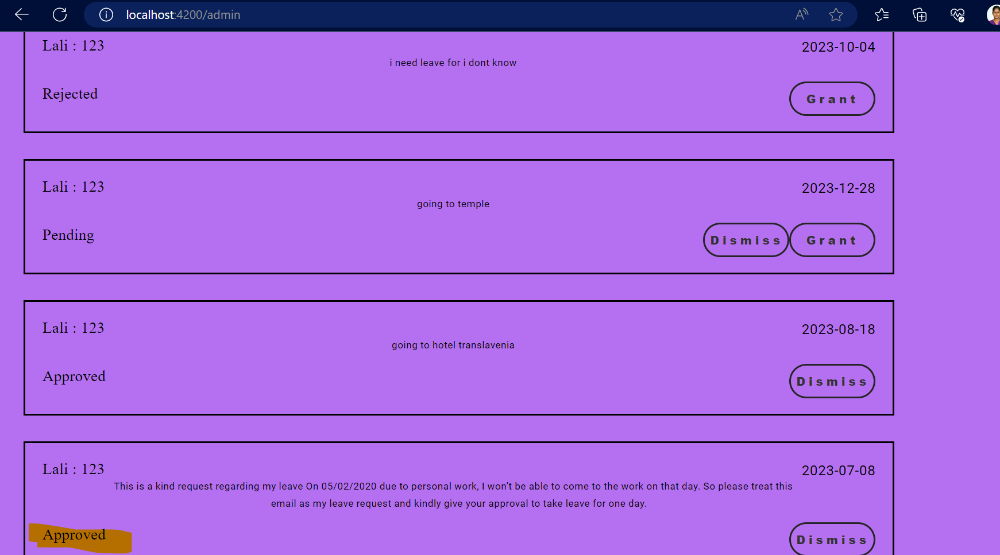 localhost:4200/admin
Lali : 123
2023-10-04
i need leave for i dont know
Rejected
Grant
Lali : 123
2023-12-28
going to temple
Pending
Dismiss
Grant
Lali : 123
2023-08-18
going to hotel translavenia
Approved
Dismiss
Lali : 123
2023-07-08
This is a kind request regarding my leave On 05/02/2020 due to personal work, I won’t be able to come to the work on that day. So please treat this
email as my leave request and kindly give your approval to take leave for one day.
Approved
Dismiss